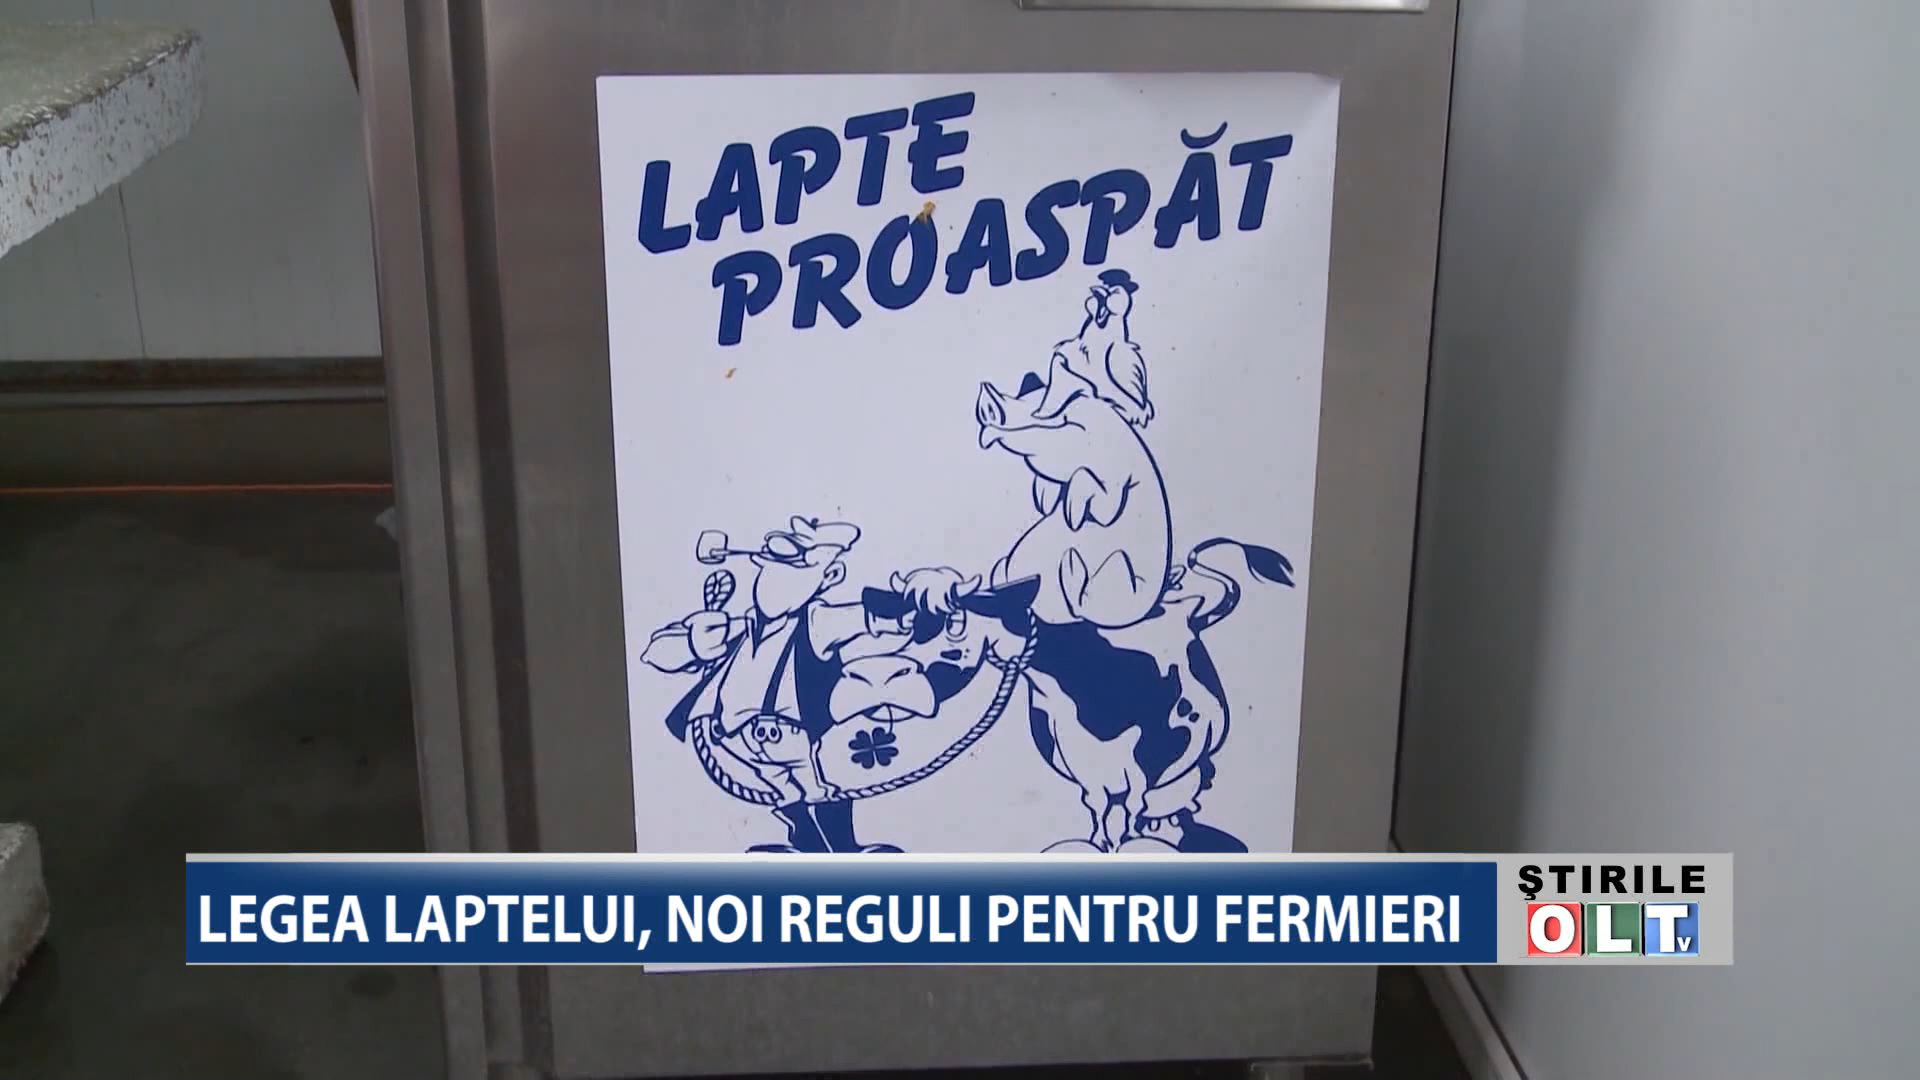 LAPTE
PROASPĂT
LEGEA LAPTELUI, NOI REGULI PENTRU FERMIERI
ŞTIRILE
OLTv